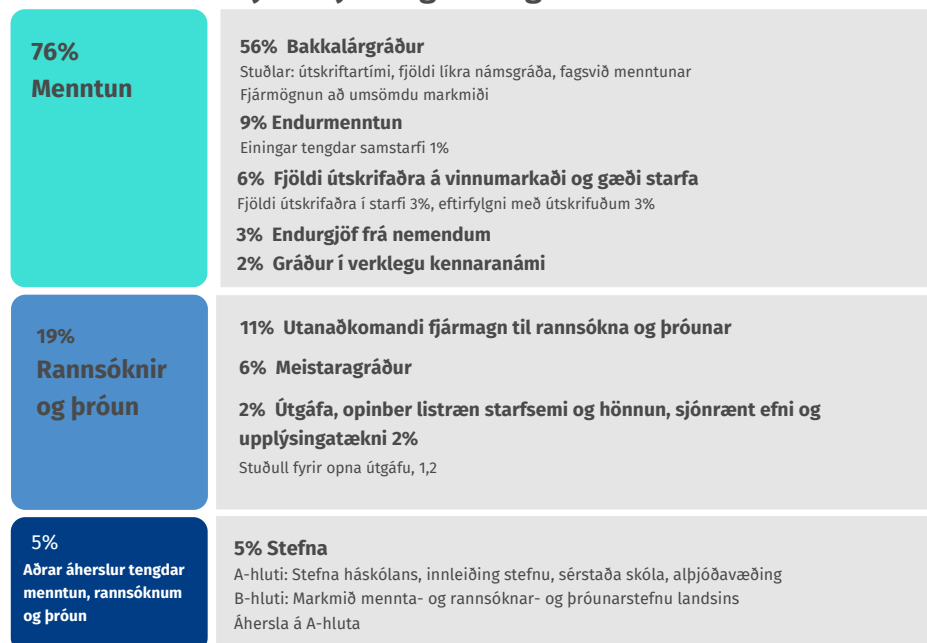 76%
Menntun
56% Bakkalárgráður
Stuðlar: útskriftartími, fjöldi líkra námsgráða, fagsvið menntunar
Fjármögnun að umsömdu markmiði
9% Endurmenntun
Einingar tengdar samstarfi 1%
6% Fjöldi útskrifaðra á vinnumarkaði og gæði starfa
Fjöldi útskrifaðra í starfi 3%, eftirfylgni með útskrifuðum 3%
3% Endurgjöf frá nemendum
2% Gráður í verklegu kennaranámi
19%
Rannsóknir
og þróun
11% Utanaðkomandi fjármagn til rannsókna og þróunar
6% Meistaragráður
2% Útgáfa, opinber listræn starfsemi og hönnun, sjónrænt efni og
upplýsingatækni 2%
Stuðull fyrir opna útgáfu, 1,2
5%
Aðrar áherslur tengdar
menntun, rannsóknum
og þróun
5% Stefna
A-hluti: Stefna háskólans, innleiðing stefnu, sérstaða skóla, alþjóðavæðing
B-hluti: Markmið mennta- og rannsóknar- og þróunarstefnu landsins
Áhersla á A-hluta